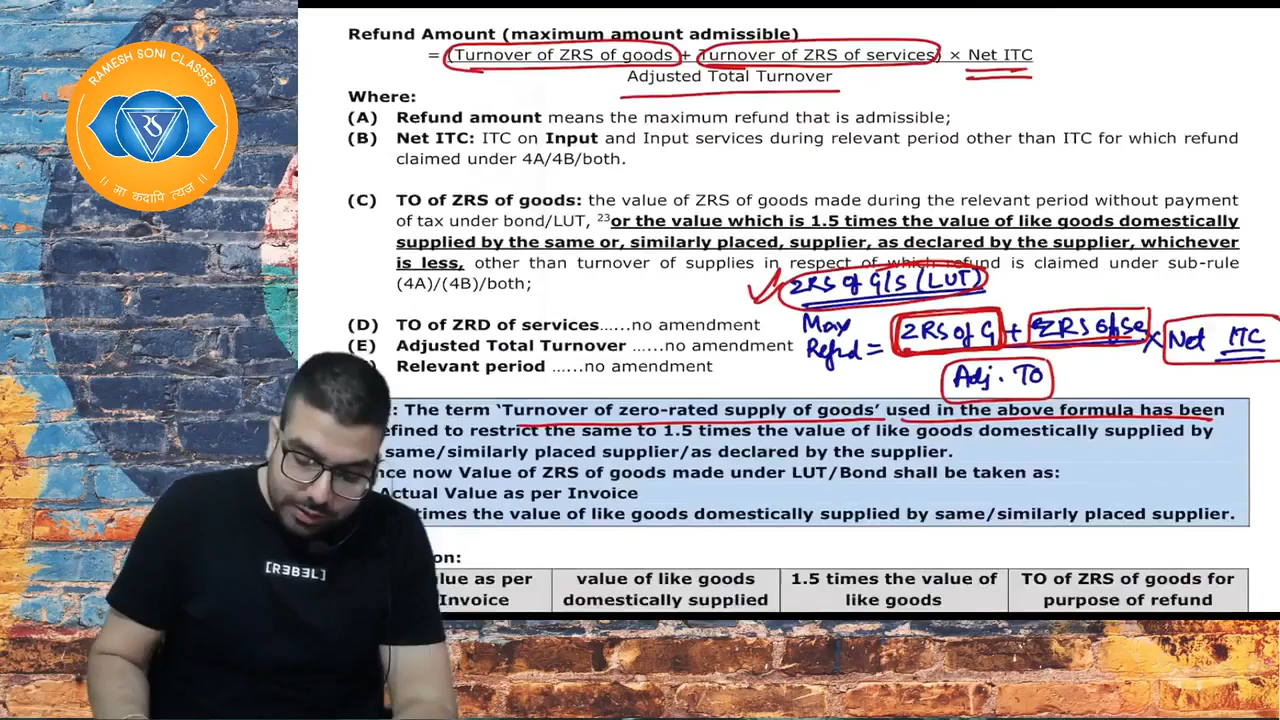 RAMESH SONI CLASSES
RS
।। मा कदापि त्यज ।।
Refund Amount (maximum amount admissible)
= (Turnover of ZRS of goods + Turnover of ZRS of services) × Net ITC
Adjusted Total Turnover
Where:
(A) Refund amount means the maximum refund that is admissible;
(B) Net ITC: ITC on Input and Input services during relevant period other than ITC for which refund
claimed under 4A/4B/both.
(C) TO of ZRS of goods: the value of ZRS of goods made during the relevant period without payment
of tax under bond/LUT, 23or the value which is 1.5 times the value of like goods domestically
supplied by the same or, similarly placed, supplier, as declared by the supplier, whichever
is less, other than turnover of supplies in respect of which refund is claimed under sub-rule
(4A)/(4B)/both;
ZRS of G/S (LUT)
(D) TO of ZRD of services…...no amendment
(E) Adjusted Total Turnover …...no amendment
Relevant period …...no amendment
Max
Refnd = ZRS of G + ZRS of Se × Net ITC
Adj. TO
: The term ‘Turnover of zero-rated supply of goods’ used in the above formula has been
efined to restrict the same to 1.5 times the value of like goods domestically supplied by
same/similarly placed supplier/as declared by the supplier.
nce now Value of ZRS of goods made under LUT/Bond shall be taken as:
Actual Value as per Invoice
times the value of like goods domestically supplied by same/similarly placed supplier.
on:
lue as per Invoice
value of like goods domestically supplied
1.5 times the value of like goods
TO of ZRS of goods for purpose of refund
[REBEL]